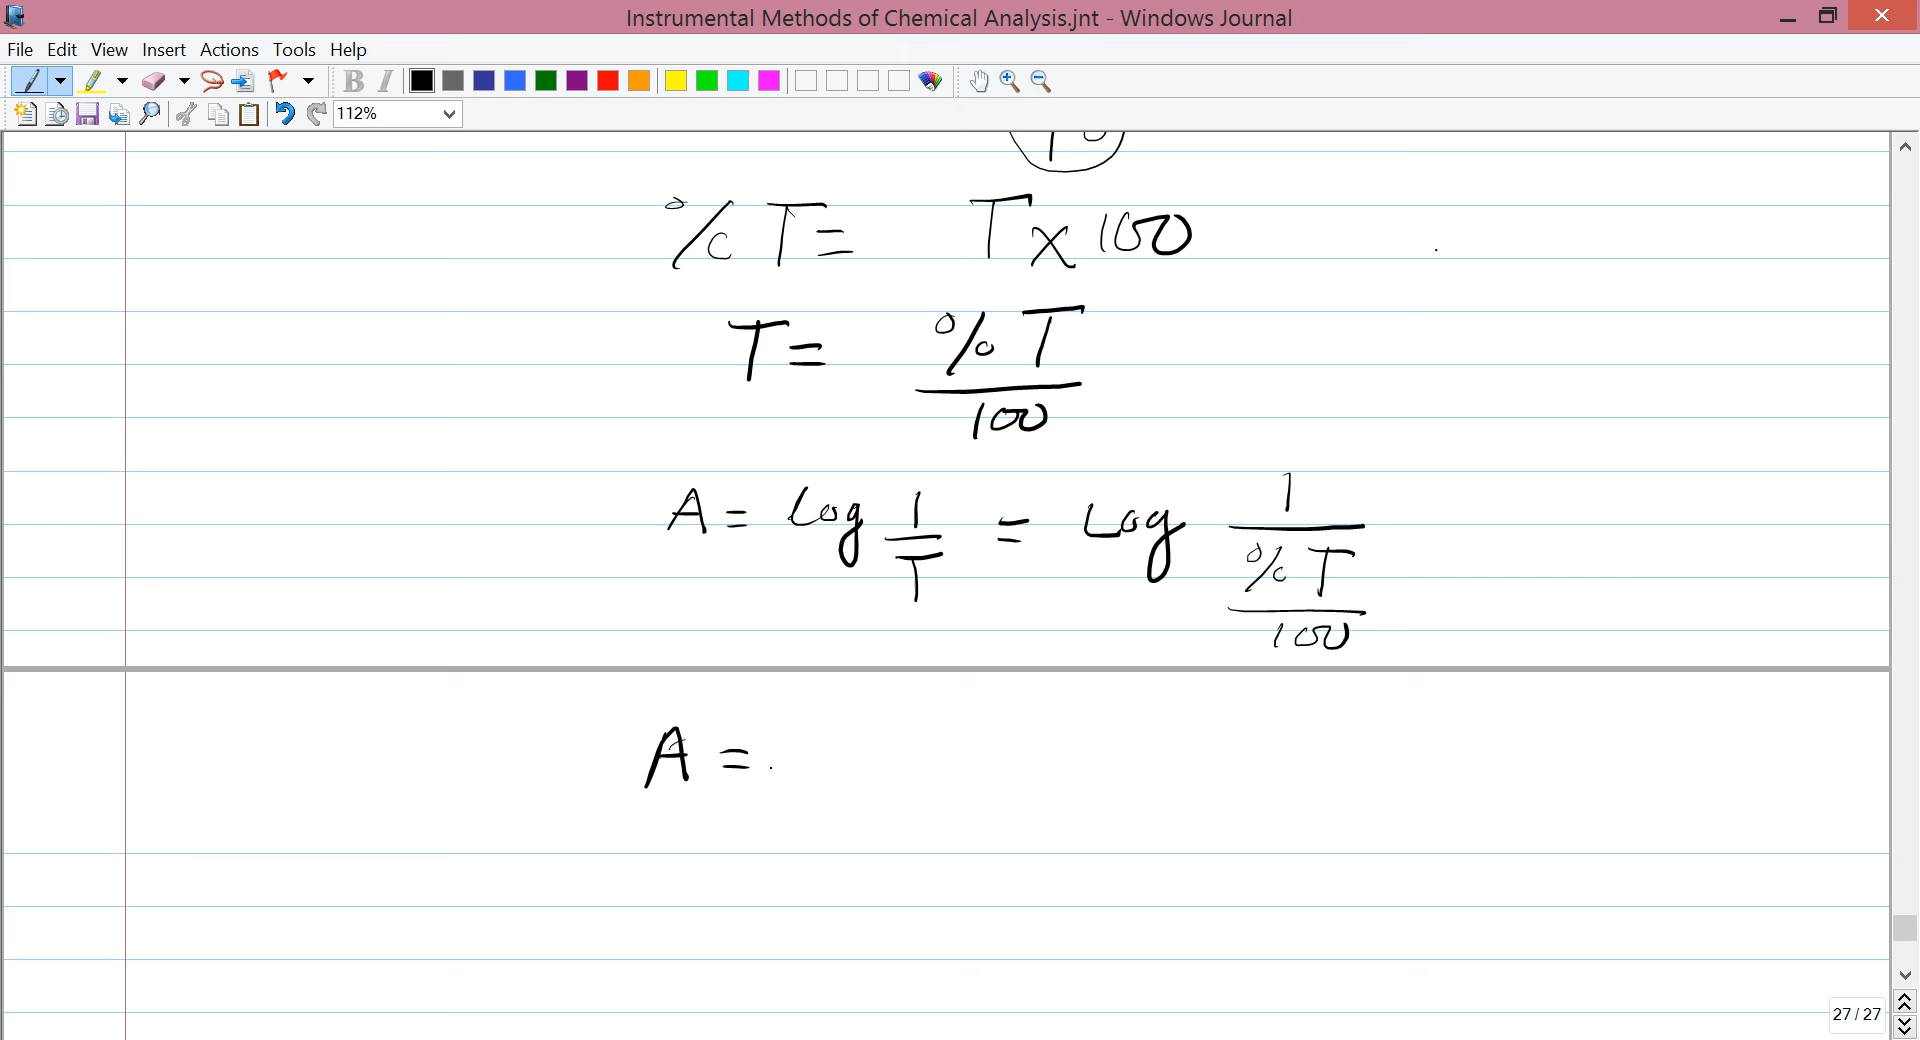 Instrumental Methods of Chemical Analysis.jnt - Windows Journal
File Edit View Insert Actions Tools Help
B I
112%
% T = T x 100
T = % T / 100
A = Log 1 / T = Log 1 / % T / 100
A =
27 / 27